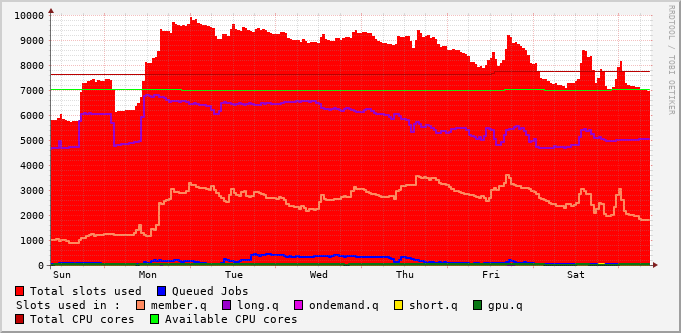 RRDTOOL / TOBI OETIKER
10000
9000
8000
7000
6000
5000
4000
3000
2000
1000
0
Sun Mon Tue Wed Thu Fri Sat
Total slots used Queued Jobs
Slots used in : member.q long.q ondemand.q short.q gpu.q
Total CPU cores Available CPU cores